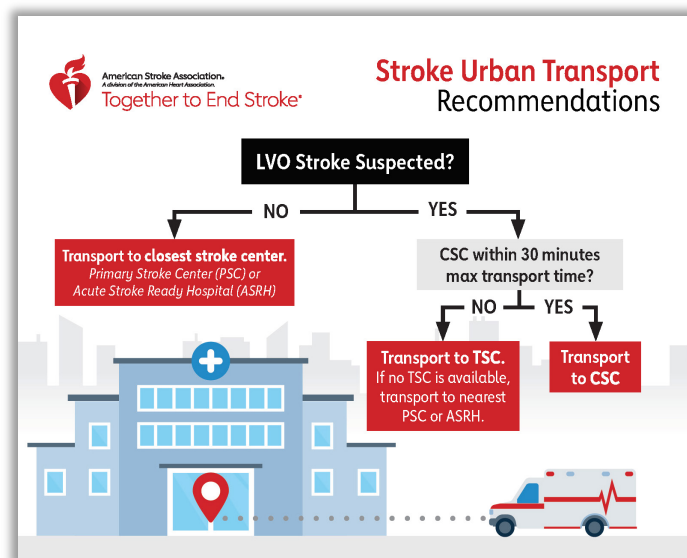 American Stroke Association®
A division of the American Heart Association.
Together to End Stroke®
Stroke Urban Transport
Recommendations
LVO Stroke Suspected?
NO
YES
Transport to closest stroke center.
Primary Stroke Center (PSC) or
Acute Stroke Ready Hospital (ASRH)
CSC within 30 minutes
max transport time?
NO
YES
Transport to TSC.
If no TSC is available,
transport to nearest
PSC or ASRH.
Transport
to CSC